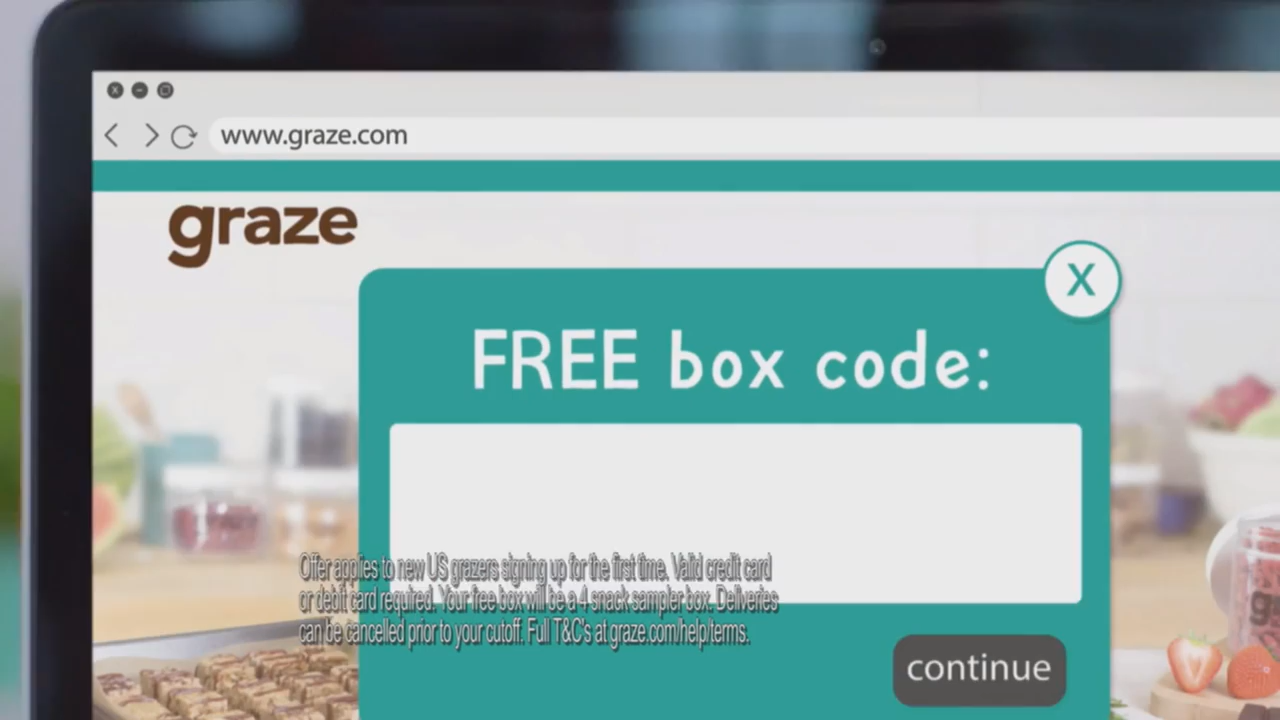 www.graze.com
graze
X
FREE box code:
Offer applies to new US grazers signing up for the first time. Valid credit card
or debit card required. Your free box will be a 4 snack sampler box. Deliveries
can be cancelled prior to your cutoff. Full T&C's at graze.com/help/terms.
continue